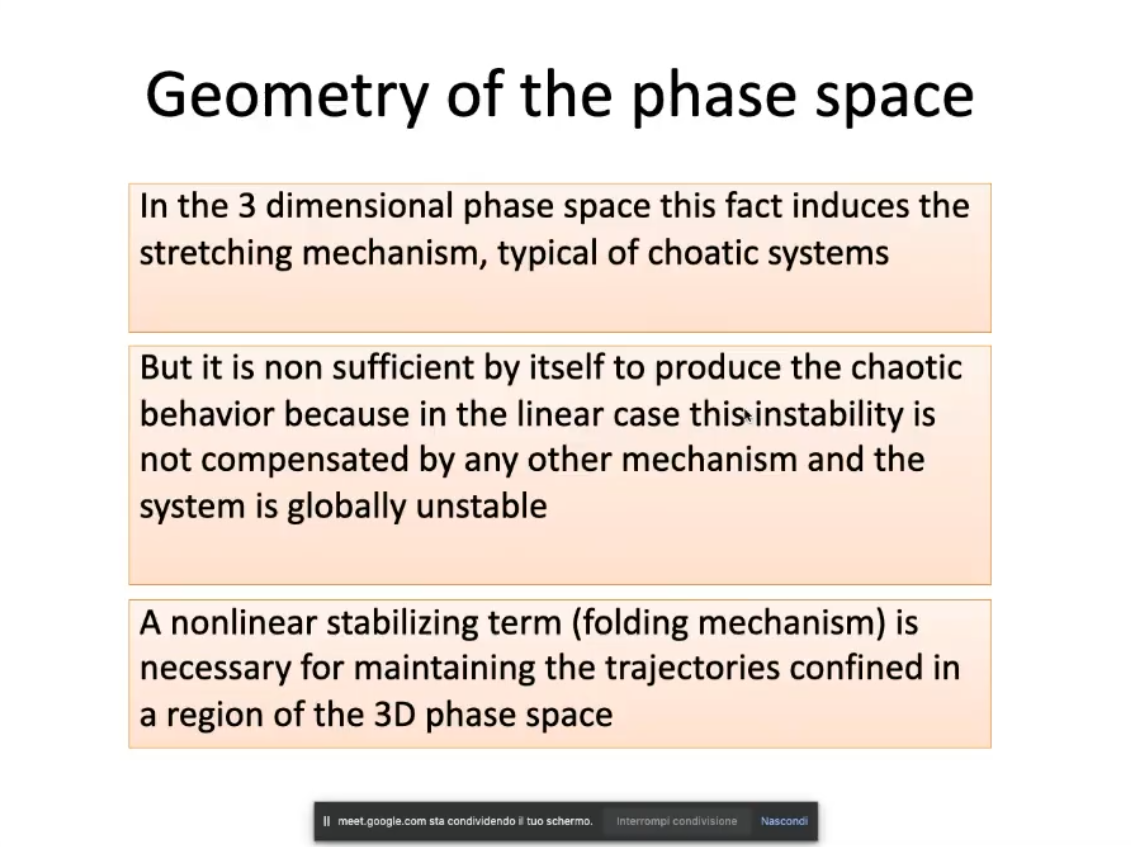 Geometry of the phase space
In the 3 dimensional phase space this fact induces the
stretching mechanism, typical of choatic systems
But it is non sufficient by itself to produce the chaotic
behavior because in the linear case this instability is
not compensated by any other mechanism and the
system is globally unstable
A nonlinear stabilizing term (folding mechanism) is
necessary for maintaining the trajectories confined in
a region of the 3D phase space
meet.google.com sta condividendo il tuo schermo. Interrompi condivisione Nascondi